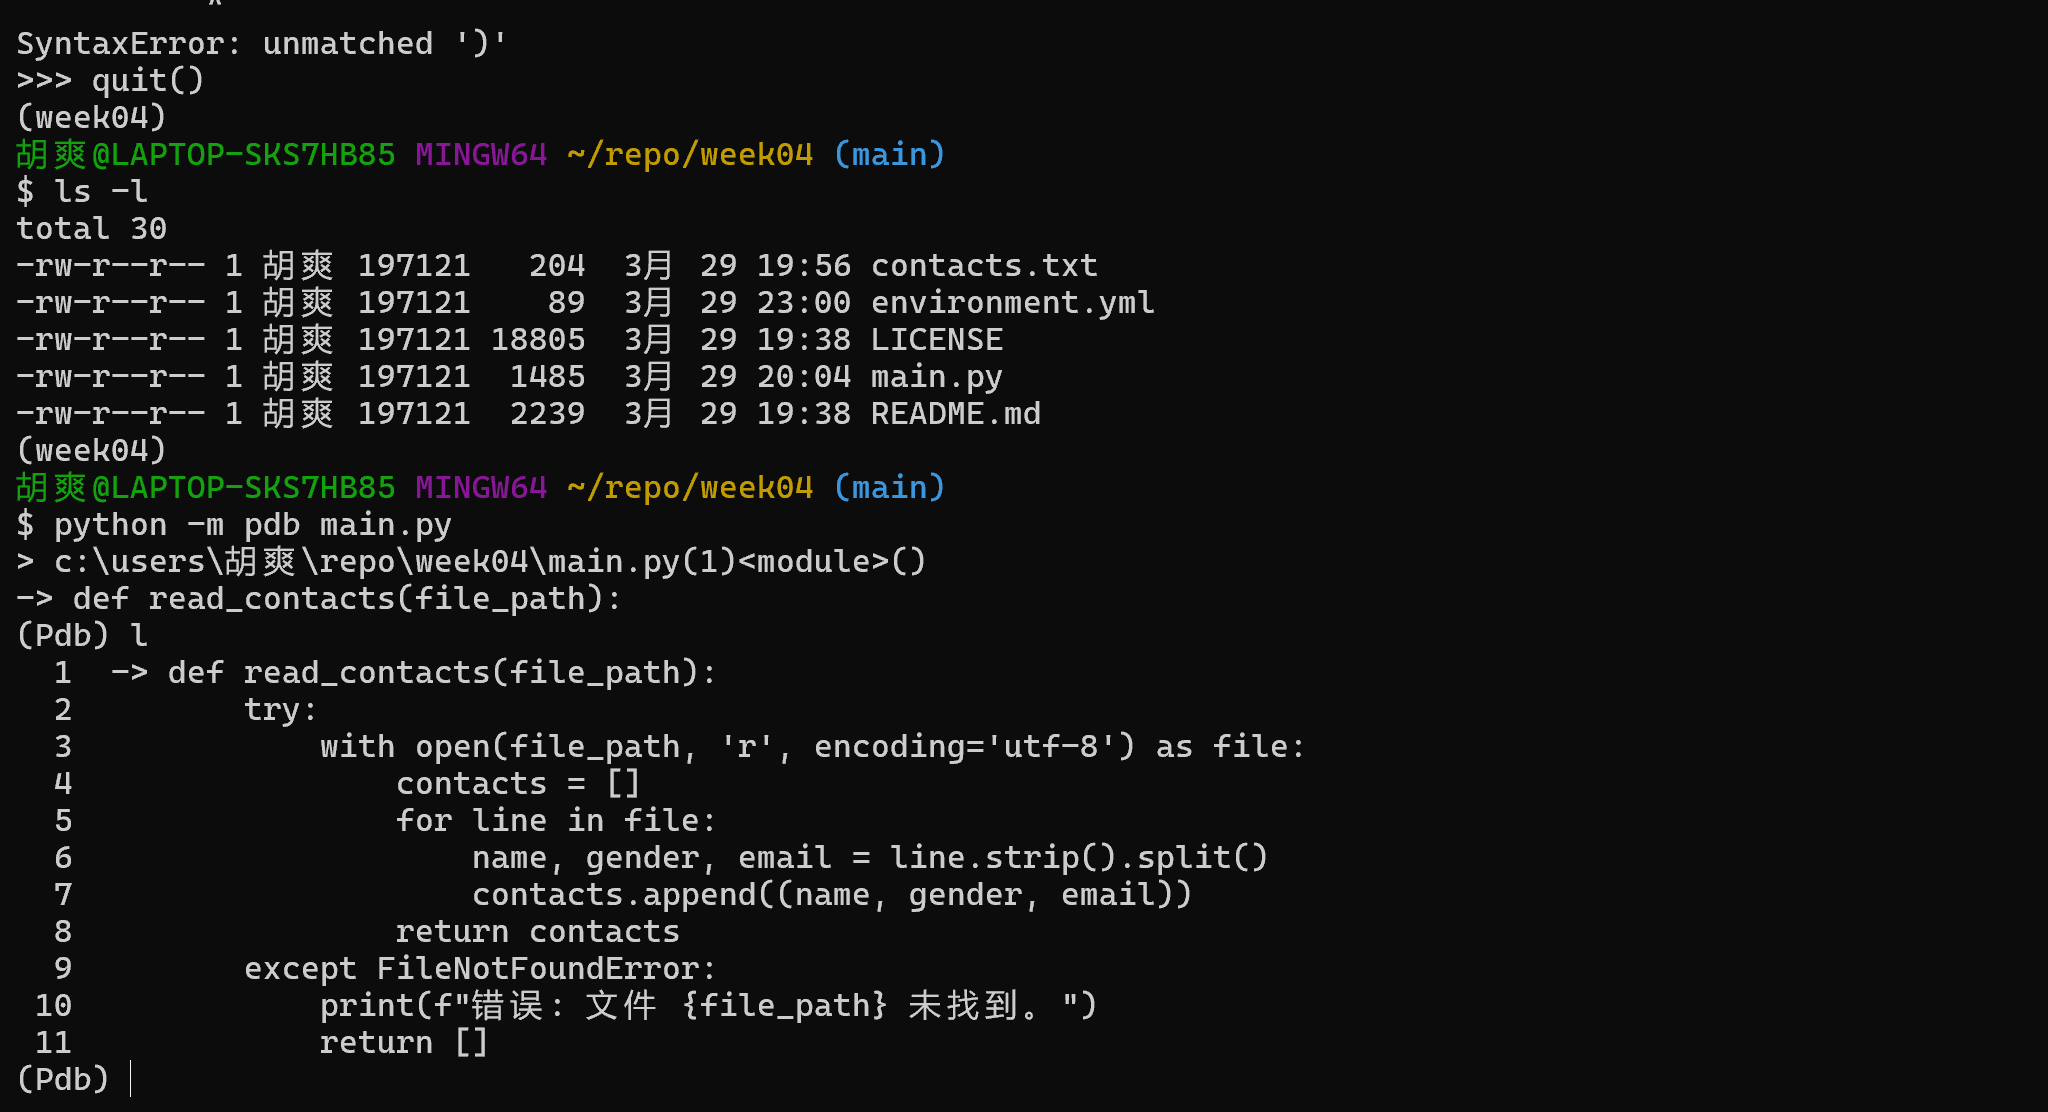 SyntaxError: unmatched ')'
>>> quit()
(week04)
胡爽@LAPTOP-SKS7HB85 MINGW64 ~/repo/week04 (main)
$ ls -l
total 30
-rw-r--r-- 1 胡爽 197121   204  3月  29 19:56 contacts.txt
-rw-r--r-- 1 胡爽 197121    89  3月  29 23:00 environment.yml
-rw-r--r-- 1 胡爽 197121 18805  3月  29 19:38 LICENSE
-rw-r--r-- 1 胡爽 197121  1485  3月  29 20:04 main.py
-rw-r--r-- 1 胡爽 197121  2239  3月  29 19:38 README.md
(week04)
胡爽@LAPTOP-SKS7HB85 MINGW64 ~/repo/week04 (main)
$ python -m pdb main.py
> c:\users\胡爽\repo\week04\main.py(1)<module>()
-> def read_contacts(file_path):
(Pdb) l
  1  -> def read_contacts(file_path):
  2         try:
  3             with open(file_path, 'r', encoding='utf-8') as file:
  4                 contacts = []
  5                 for line in file:
  6                     name, gender, email = line.strip().split()
  7                     contacts.append((name, gender, email))
  8                 return contacts
  9         except FileNotFoundError:
 10             print(f"错误: 文件 {file_path} 未找到。")
 11             return []
(Pdb)